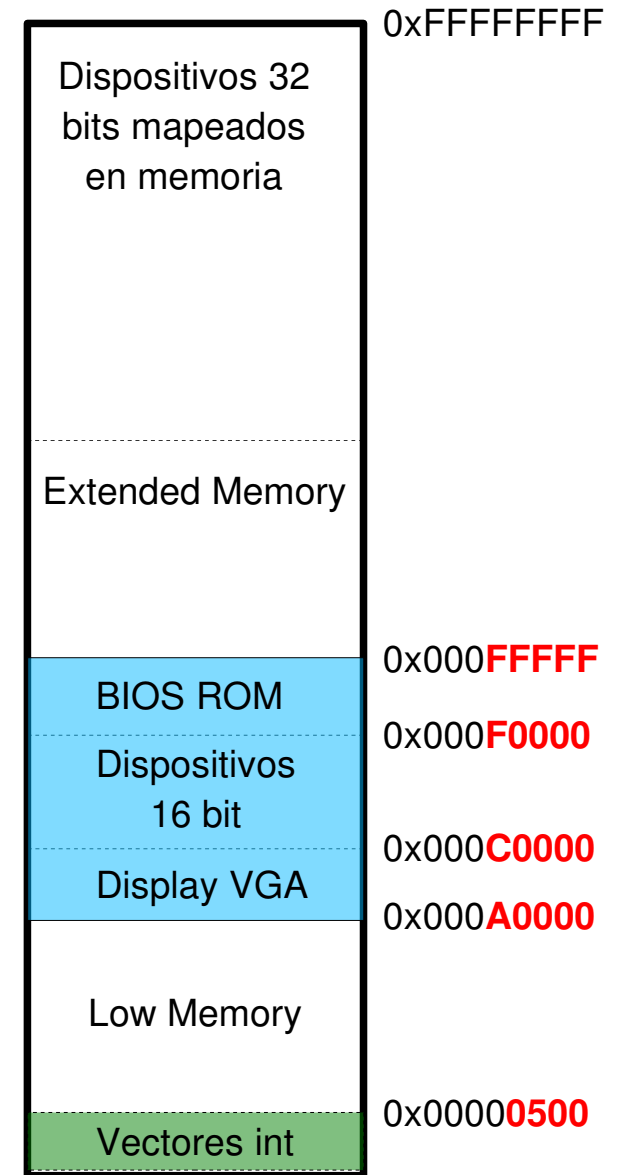 0xFFFFFFFF
Dispositivos 32
bits mapeados
en memoria
Extended Memory
0x000FFFFF
BIOS ROM
0x000F0000
Dispositivos
16 bit
0x000C0000
Display VGA
0x000A0000
Low Memory
0x00000500
Vectores int